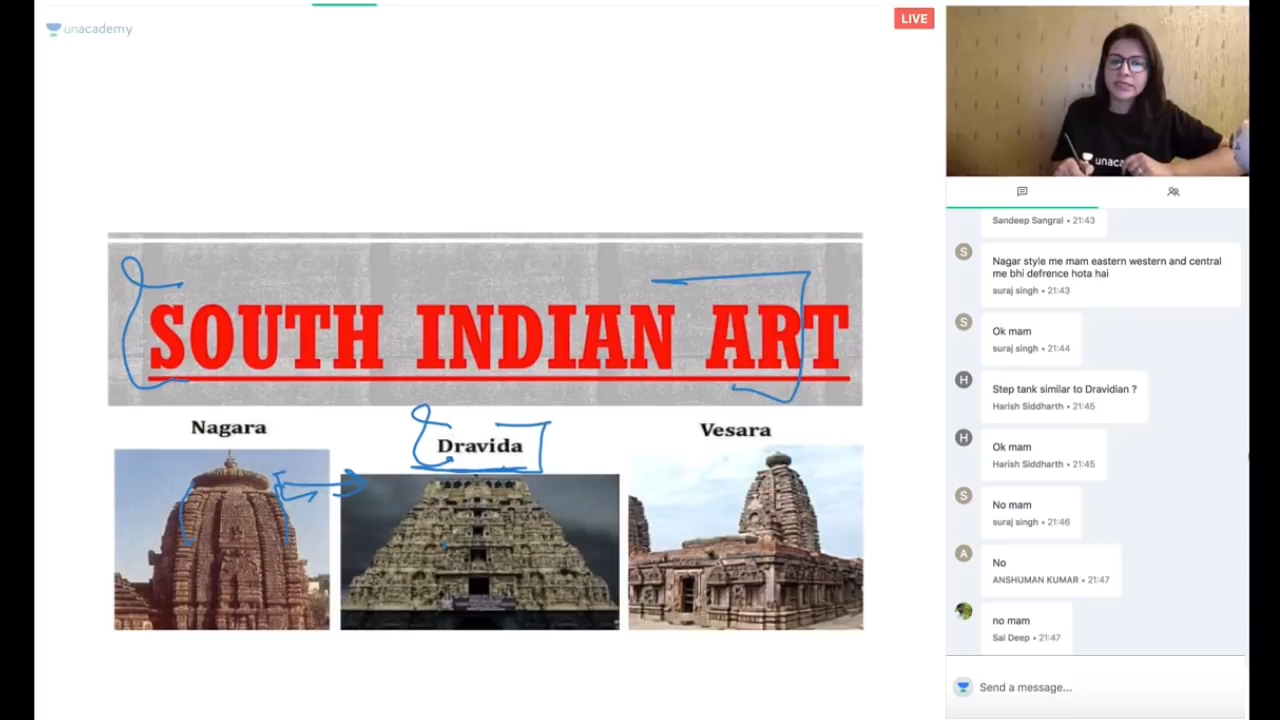 unacademy
LIVE
SOUTH INDIAN ART
Nagara
Dravida
Vesara
unac
Sandeep Sangral • 21:43
S
Nagar style me mam eastern western and central
me bhi defrence hota hai
suraj singh • 21:43
S
Ok mam
suraj singh • 21:44
H
Step tank similar to Dravidian ?
Harish Siddharth • 21:45
H
Ok mam
Harish Siddharth • 21:45
S
No mam
suraj singh • 21:46
A
No
ANSHUMAN KUMAR • 21:47
no mam
Sai Deep • 21:47
Send a message...